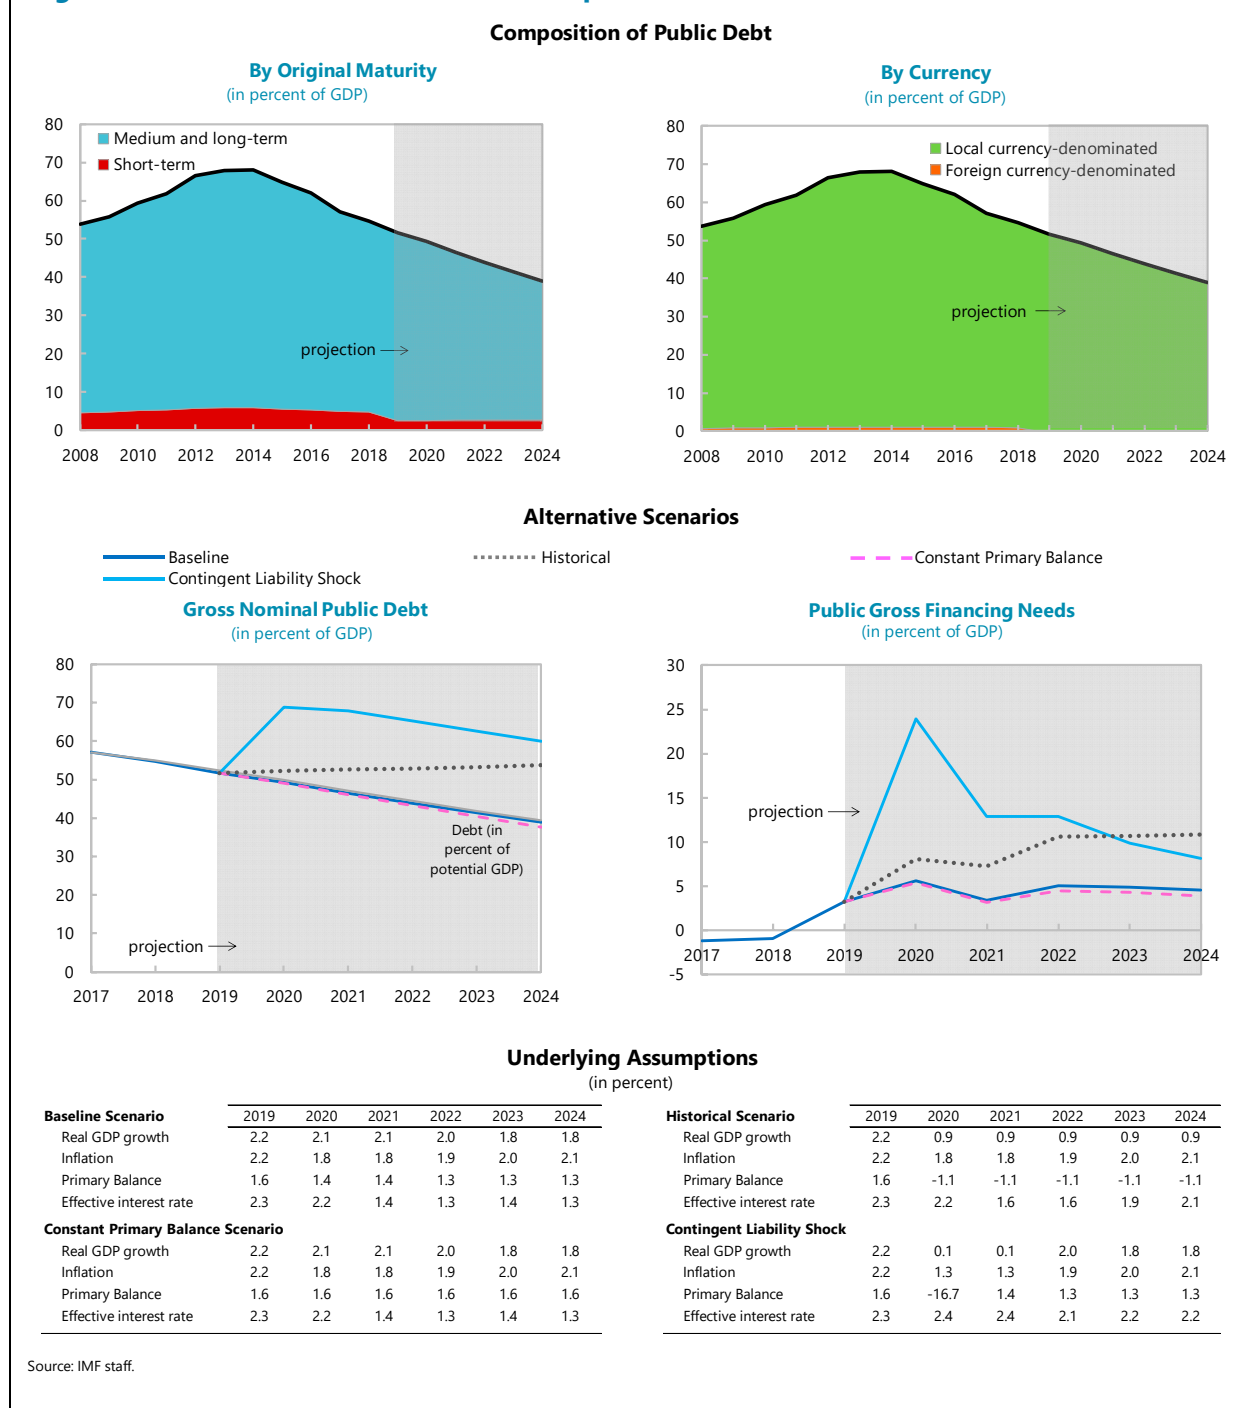 Composition of Public Debt
By Original Maturity
(in percent of GDP)
Medium and long-term
Short-term
80
70
60
50
40
30
20
10
0
projection
2008 2010 2012 2014 2016 2018 2020 2022 2024
By Currency
(in percent of GDP)
Local currency-denominated
Foreign currency-denominated
80
70
60
50
40
30
20
10
0
projection
2008 2010 2012 2014 2016 2018 2020 2022 2024
Alternative Scenarios
Baseline
Historical
Constant Primary Balance
Contingent Liability Shock
Gross Nominal Public Debt
(in percent of GDP)
80
70
60
50
40
30
20
10
0
Debt (in
percent of
potential GDP)
projection
2017 2018 2019 2020 2021 2022 2023 2024
Public Gross Financing Needs
(in percent of GDP)
30
25
20
15
10
5
0
-5
projection
2017 2018 2019 2020 2021 2022 2023 2024
Underlying Assumptions
(in percent)
Baseline Scenario 2019 2020 2021 2022 2023 2024
Real GDP growth 2.2 2.1 2.1 2.0 1.8 1.8
Inflation 2.2 1.8 1.8 1.9 2.0 2.1
Primary Balance 1.6 1.4 1.4 1.3 1.3 1.3
Effective interest rate 2.3 2.2 1.4 1.3 1.4 1.3
Constant Primary Balance Scenario
Real GDP growth 2.2 2.1 2.1 2.0 1.8 1.8
Inflation 2.2 1.8 1.8 1.9 2.0 2.1
Primary Balance 1.6 1.6 1.6 1.6 1.6 1.6
Effective interest rate 2.3 2.2 1.4 1.3 1.4 1.3
Historical Scenario 2019 2020 2021 2022 2023 2024
Real GDP growth 2.2 0.9 0.9 0.9 0.9 0.9
Inflation 2.2 1.8 1.8 1.9 2.0 2.1
Primary Balance 1.6 -1.1 -1.1 -1.1 -1.1 -1.1
Effective interest rate 2.3 2.2 1.6 1.6 1.9 2.1
Contingent Liability Shock
Real GDP growth 2.2 0.1 0.1 2.0 1.8 1.8
Inflation 2.2 1.3 1.3 1.9 2.0 2.1
Primary Balance 1.6 -16.7 1.4 1.3 1.3 1.3
Effective interest rate 2.3 2.4 2.4 2.1 2.2 2.2
Source: IMF staff.